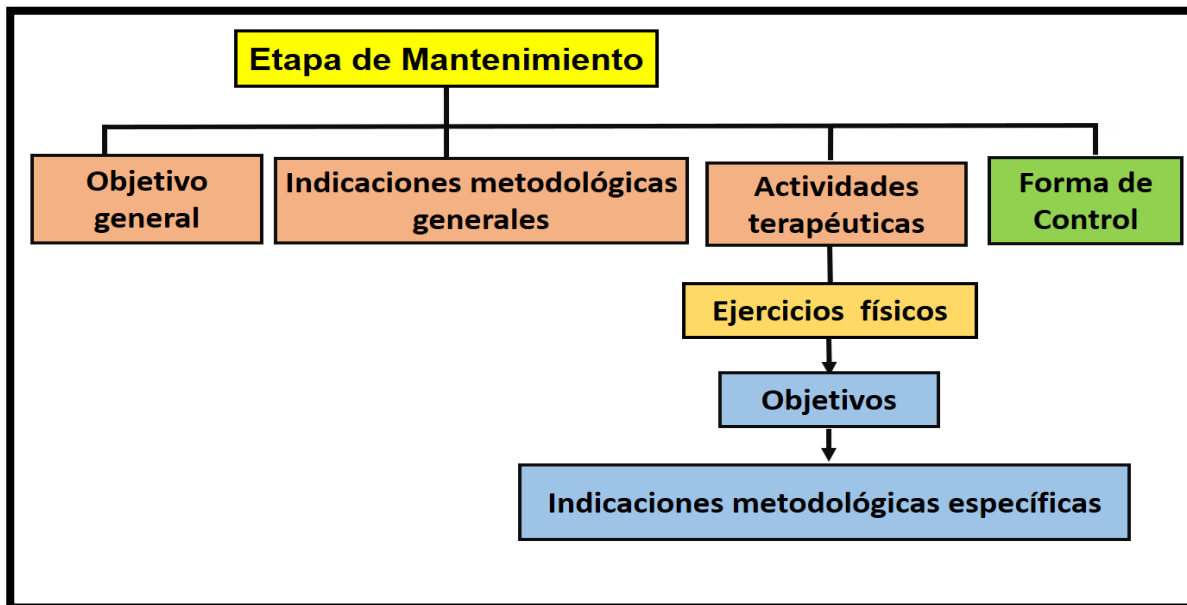 Etapa de Mantenimiento
Objetivo
general
Indicaciones metodológicas
generales
Actividades
terapéuticas
Forma de
Control
Ejercicios físicos
Objetivos
Indicaciones metodológicas específicas